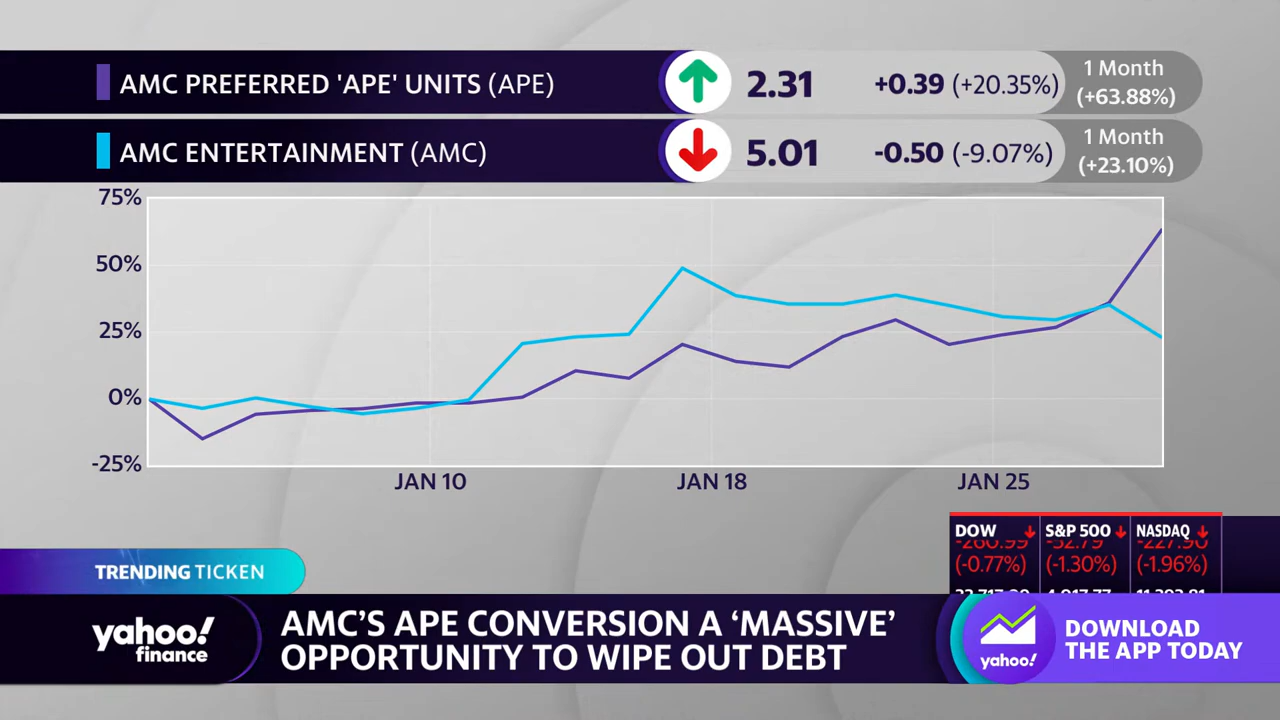 AMC PREFERRED 'APE' UNITS (APE) 2.31 +0.39 (+20.35%) 1 Month (+63.88%)
AMC ENTERTAINMENT (AMC) 5.01 -0.50 (-9.07%) 1 Month (+23.10%)
75%
50%
25%
0%
-25%
JAN 10 JAN 18 JAN 25
DOW S&P 500 NASDAQ
(-0.77%) (-1.30%) (-1.96%)
TRENDING TICKEN
yahoo!
finance
AMC'S APE CONVERSION A ‘MASSIVE’
OPPORTUNITY TO WIPE OUT DEBT
yahoo!
DOWNLOAD
THE APP TODAY